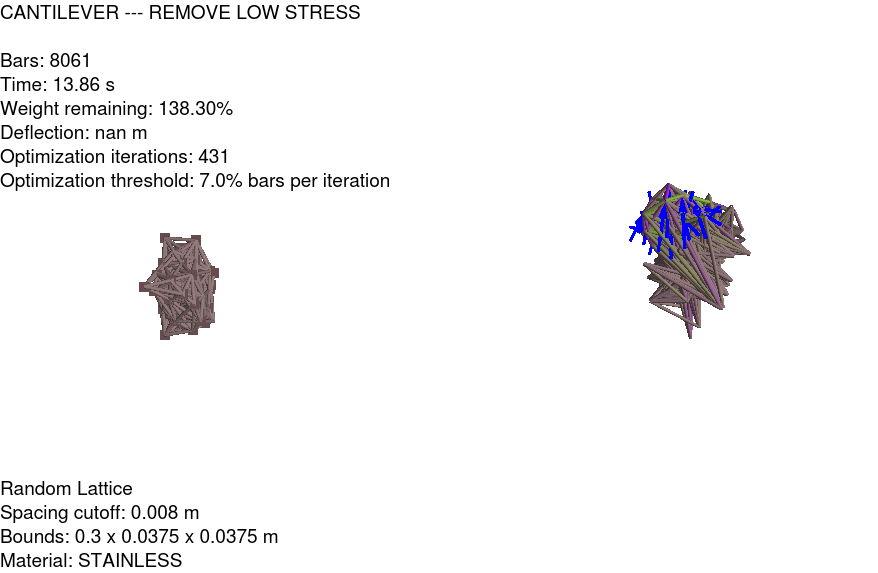 CANTILEVER --- REMOVE LOW STRESS
Bars: 8061
Time: 13.86 s
Weight remaining: 138.30%
Deflection: nan m
Optimization iterations: 431
Optimization threshold: 7.0% bars per iteration
Random Lattice
Spacing cutoff: 0.008 m
Bounds: 0.3 x 0.0375 x 0.0375 m
Material: STAINLESS